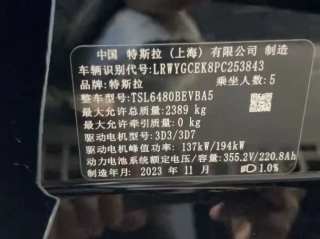 中国 特斯拉（上海）有限公司 制造
车辆识别代号:LRWYGCEK8PC253843
品牌:特斯拉 乘坐人数:5
整车型号:TSL6480BEVBA5
最大允许总质量:2389 kg
最大允许牵引质量:0 kg
驱动电机型号:3D3/3D7
驱动电机峰值功率:137kW/194kW
动力电池系统额定电压/容量:355.2V/220.8Ah
制造年月:2023 年 11 月 1.0%